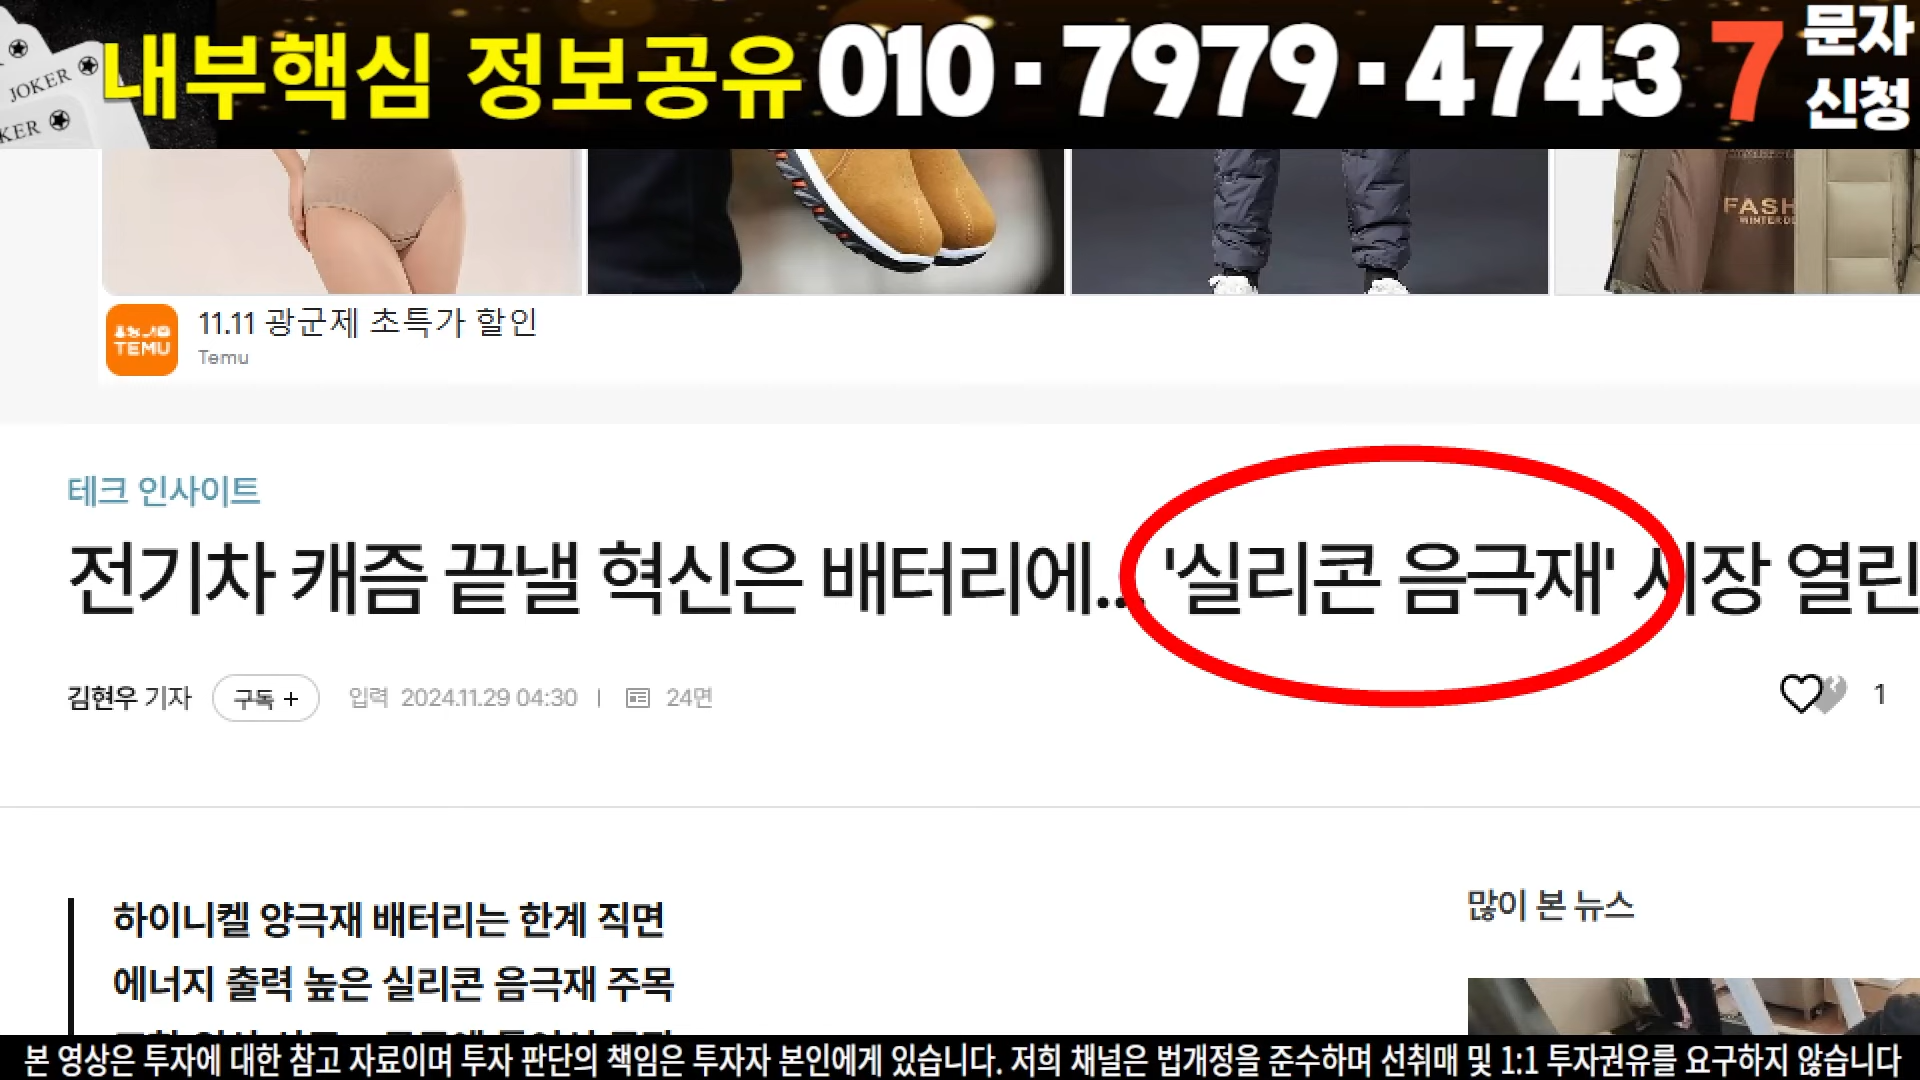 JOKER
KER
내부핵심 정보공유 010·7979·4743 7 문자
신청
FASH
WINTER
TEMU
11.11 광군제 초특가 할인
Temu
테크 인사이트
전기차 캐즘 끝낼 혁신은 배터리에... '실리콘 음극재' 시장 열린
김현우 기자 구독 + 입력 2024.11.29 04:30 | 24면
1
하이니켈 양극재 배터리는 한계 직면
많이 본 뉴스
에너지 출력 높은 실리콘 음극재 주목
본 영상은 투자에 대한 참고 자료이며 투자 판단의 책임은 투자자 본인에게 있습니다. 저희 채널은 법개정을 준수하며 선취매 및 1:1 투자권유를 요구하지 않습니다